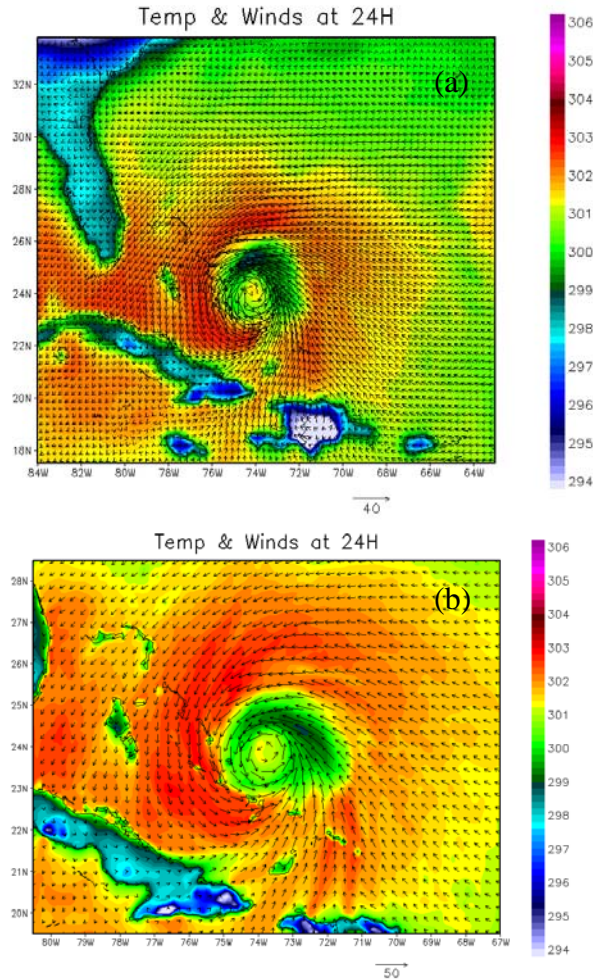 Temp & Winds at 24H
(a)
306
305
304
303
302
301
300
299
298
297
296
295
294
32N
30N
28N
26N
24N
22N
20N
18N
84W 82W 80W 78W 76W 74W 72W 70W 68W 66W 64W
40
Temp & Winds at 24H
(b)
306
305
304
303
302
301
300
299
298
297
296
295
294
28N
27N
26N
25N
24N
23N
22N
21N
20N
80W 79W 78W 77W 76W 75W 74W 73W 72W 71W 70W 69W 68W 67W
50